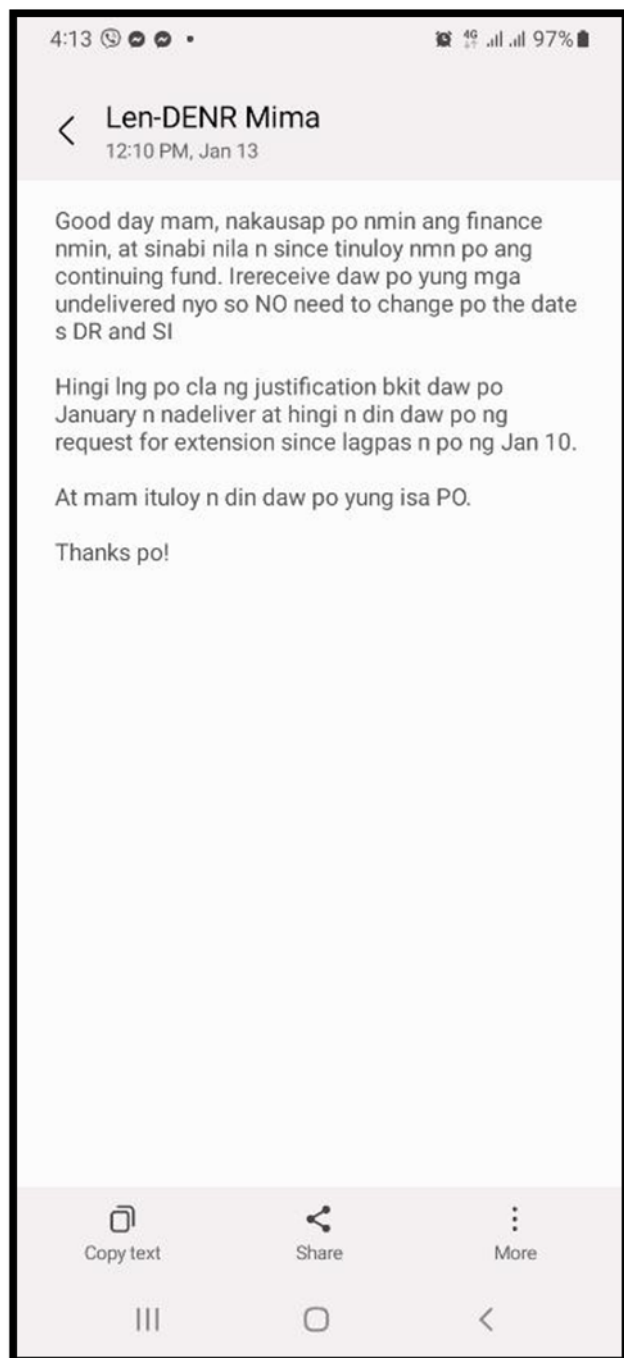 4:13
4G 97%
Len-DENR Mima
12:10 PM, Jan 13
Good day mam, nakausap po nmin ang finance
nmin, at sinabi nila n since tinuloy nmn po ang
continuing fund. Irereceive daw po yung mga
undelivered nyo so NO need to change po the date
s DR and SI
Hingi lng po cla ng justification bkit daw po
January n nadeliver at hingi n din daw po ng
request for extension since lagpas n po ng Jan 10.
At mam ituloy n din daw po yung isa PO.
Thanks po!
Copy text
Share
More